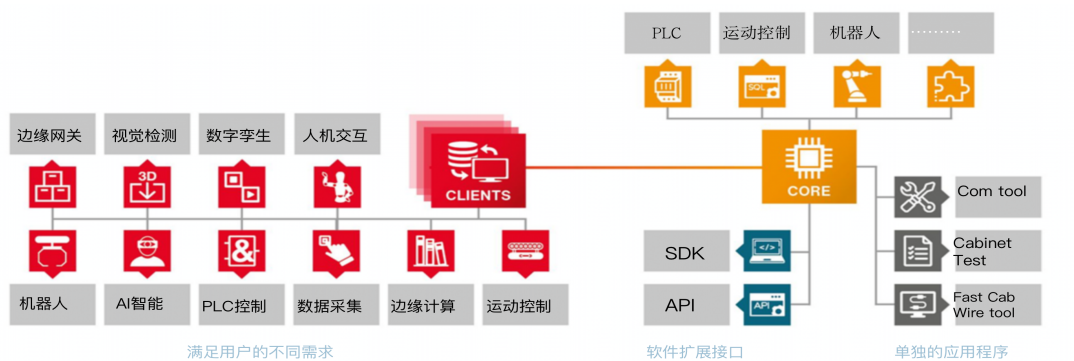 PLC
运动控制
机器人
………
SQL
边缘网关
视觉检测
数字孪生
人机交互
3D
CLIENTS
CORE
Com tool
SDK
</>
Cabinet
Test
API
API
Fast Cab
Wire tool
&
机器人
AI智能
PLC控制
数据采集
边缘计算
运动控制
满足用户的不同需求
软件扩展接口
单独的应用程序